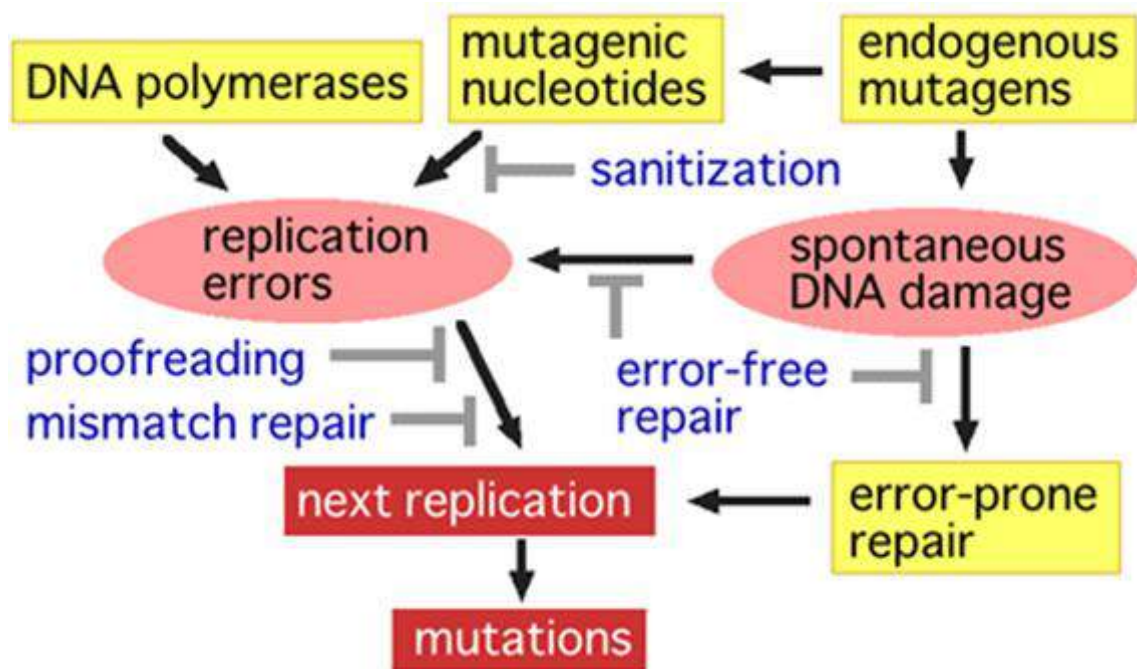 DNA polymerases
mutagenic
nucleotides
endogenous
mutagens
sanitization
replication
errors
spontaneous
DNA damage
proofreading
mismatch repair
error-free
repair
next replication
error-prone
repair
mutations